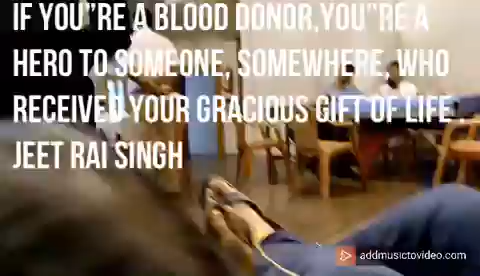 IF YOU"RE A BLOOD DONOR,YOU"RE A
HERO TO SOMEONE, SOMEWHERE, WHO
RECEIVED YOUR GRACIOUS GIFT OF LIFE .
JEET RAI SINGH
addmusictovideo.com